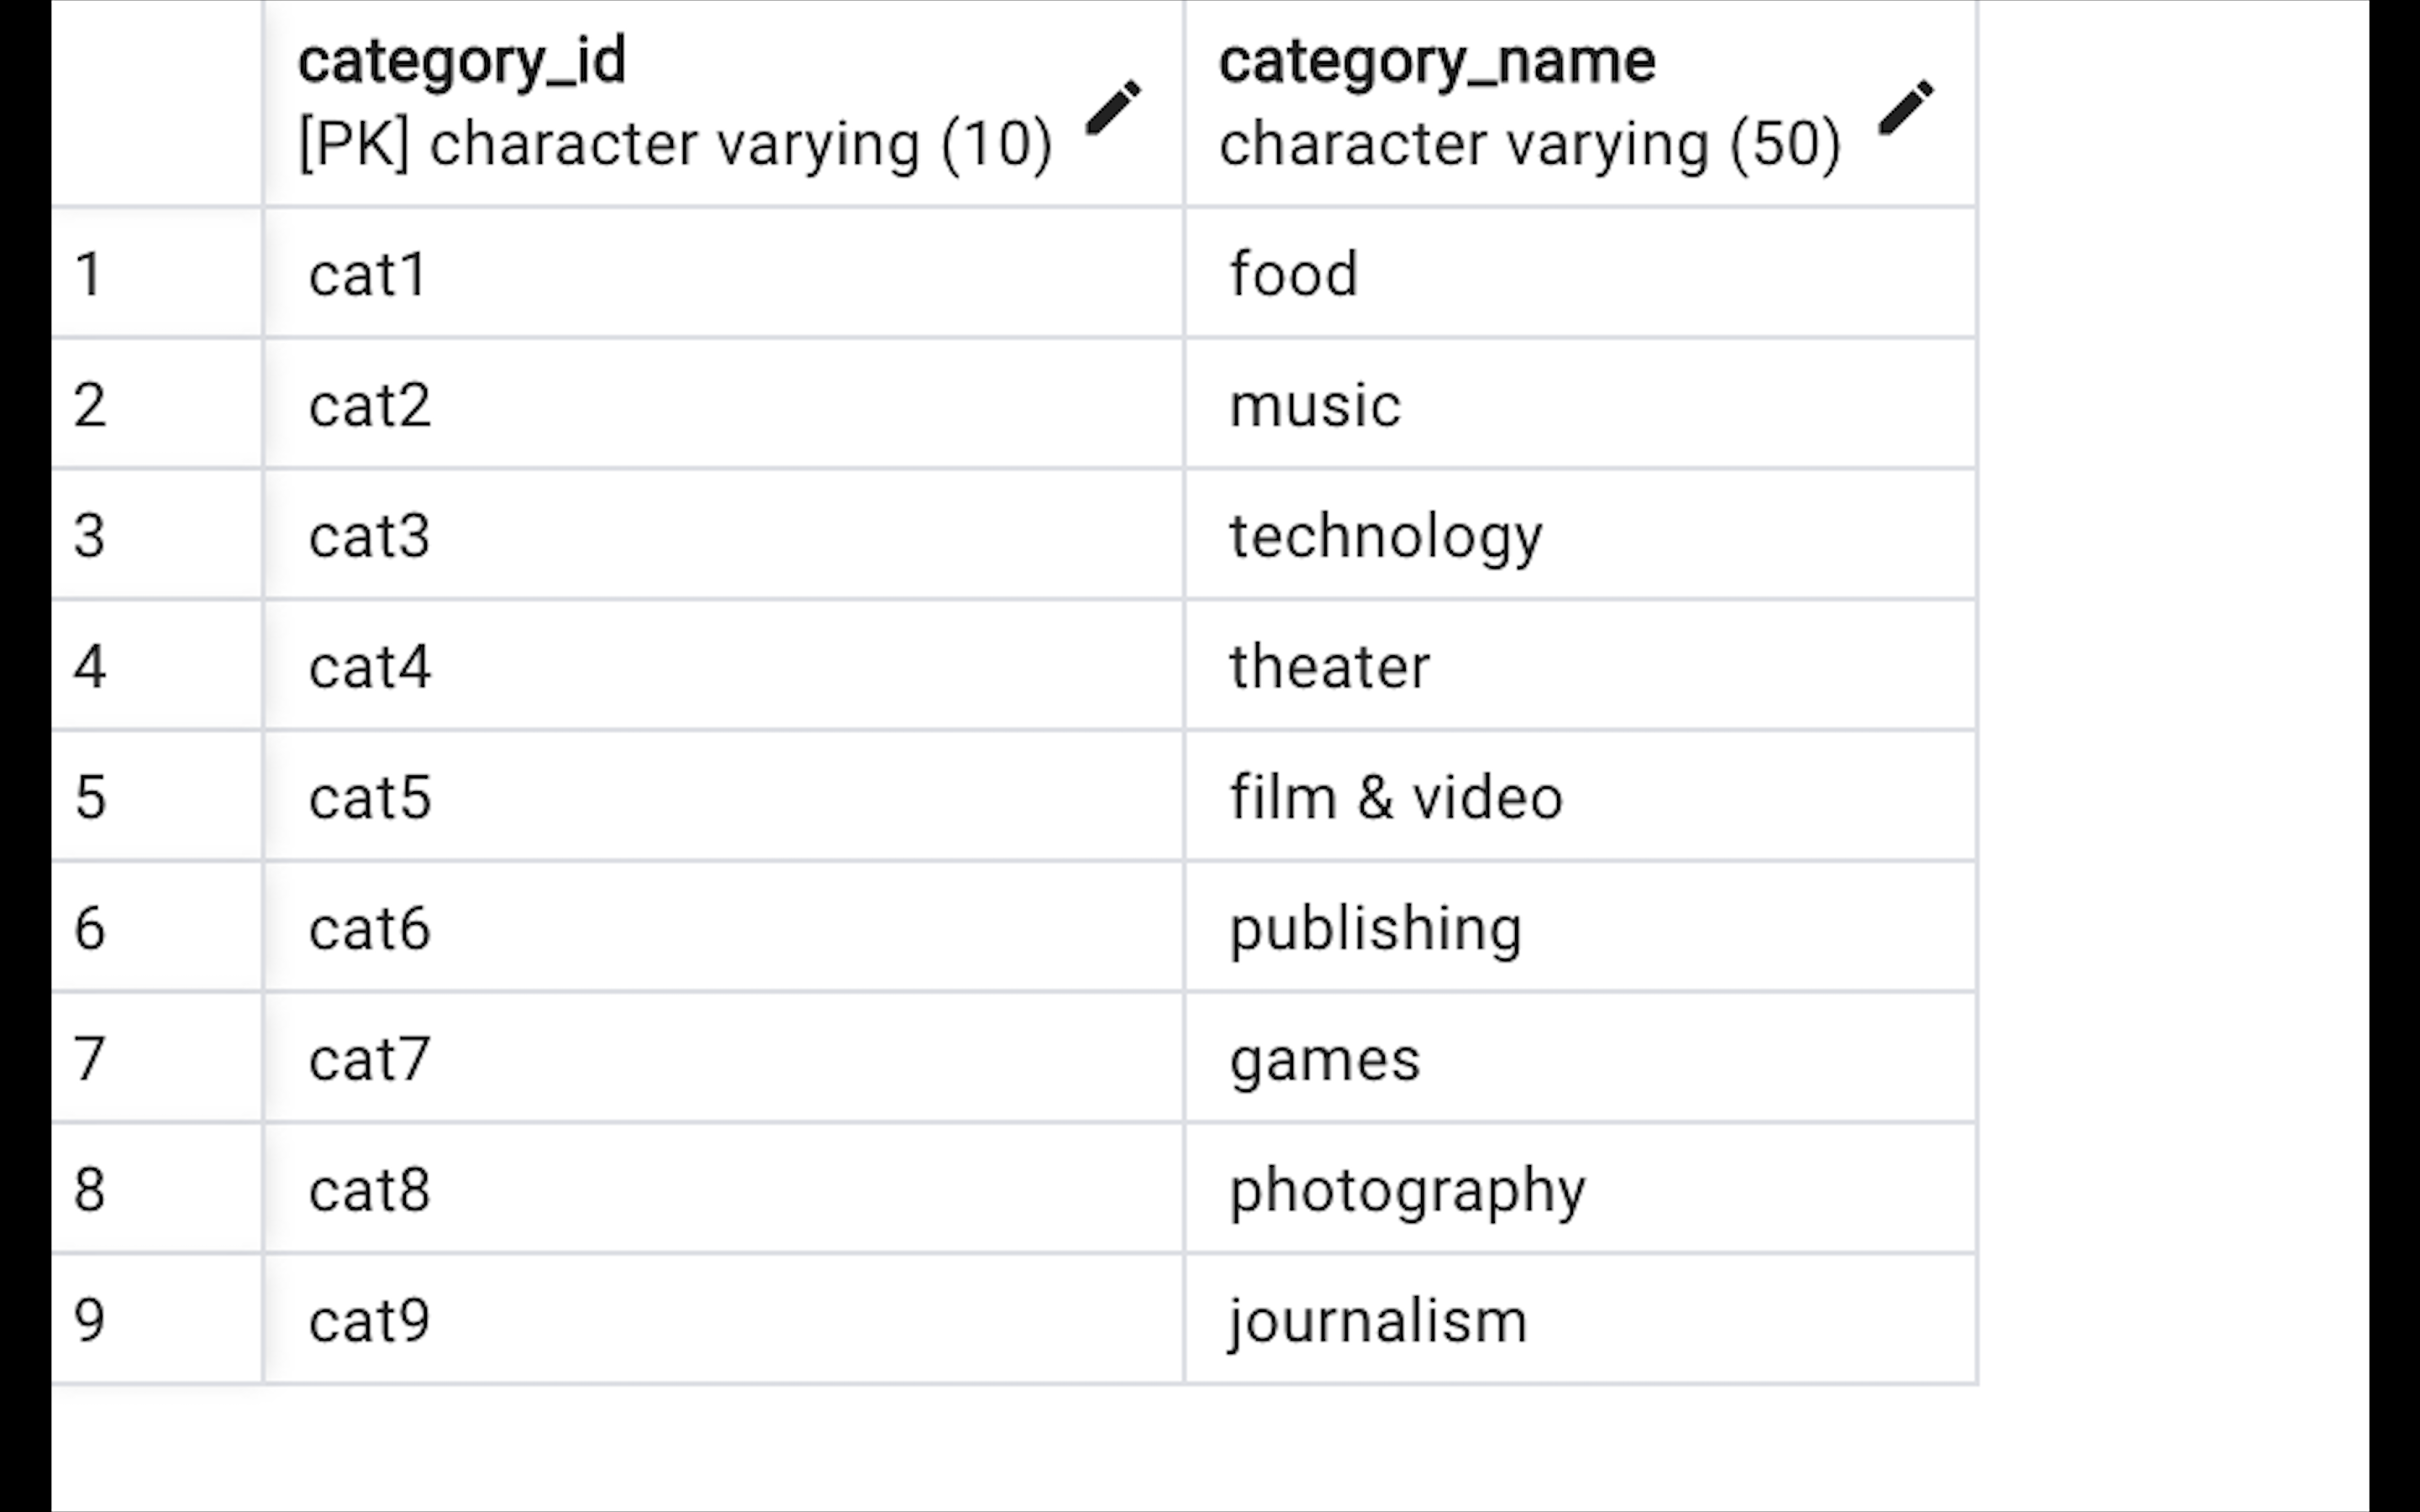 category_id category_name
[PK] character varying (10) character varying (50)
1 cat1 food
2 cat2 music
3 cat3 technology
4 cat4 theater
5 cat5 film & video
6 cat6 publishing
7 cat7 games
8 cat8 photography
9 cat9 journalism